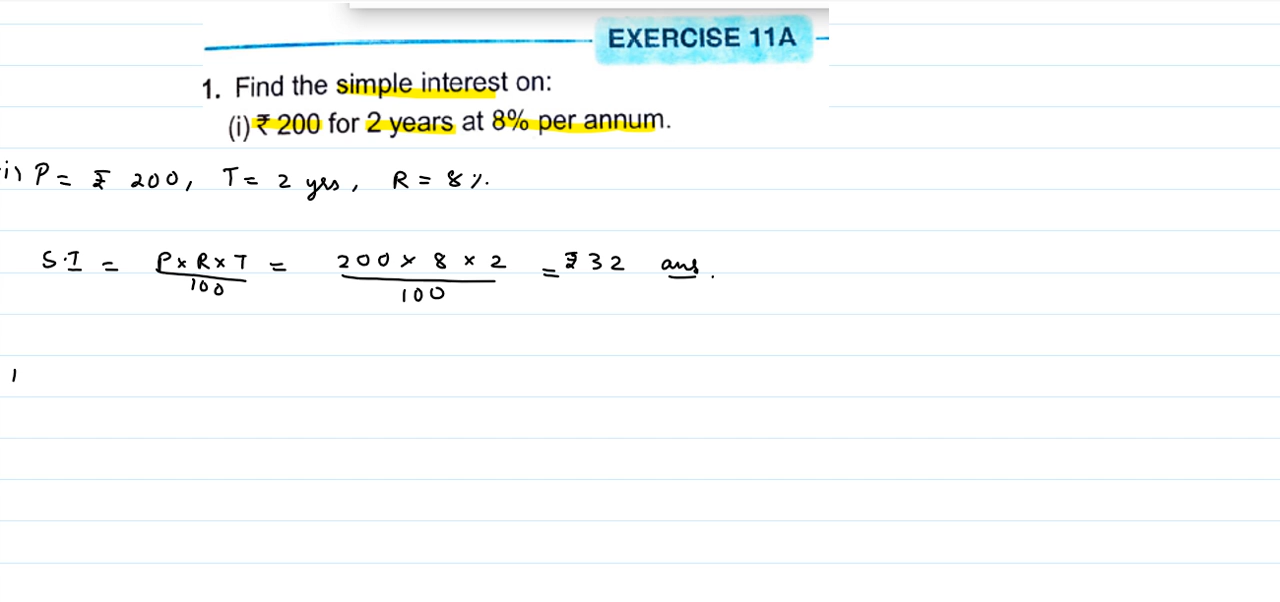 EXERCISE 11A
1. Find the simple interest on:
(i) ₹ 200 for 2 years at 8% per annum.
i) P = ₹ 200, T = 2 yrs, R = 8 %.
S.I = P x R x T / 100 = 200 x 8 x 2 / 100 = ₹ 32 ans.